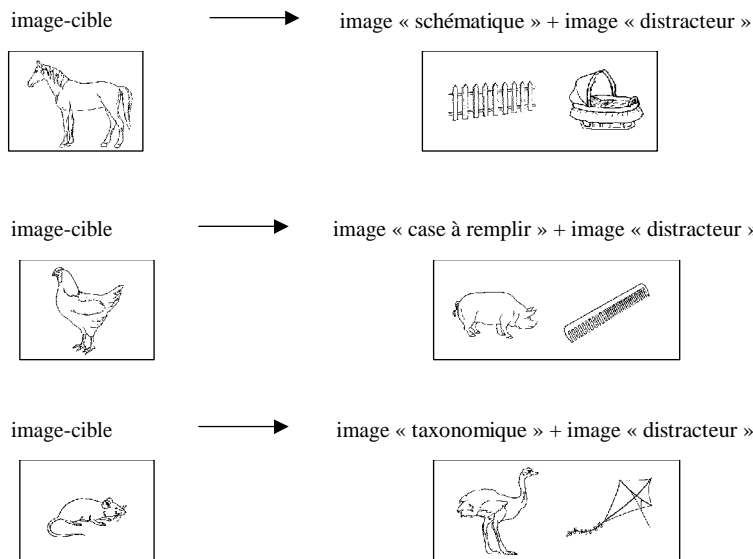 image-cible image « schématique » + image « distracteur »
image-cible image « case à remplir » + image « distracteur »
image-cible image « taxonomique » + image « distracteur »